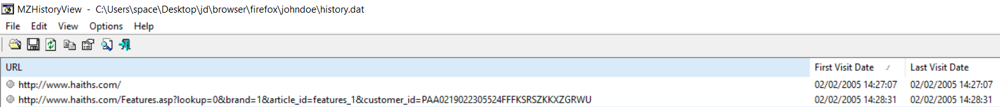 MZHistoryView - C:\Users\space\Desktop\jd\browser\firefox\johndoe\history.dat
File Edit View Options Help
URL First Visit Date Last Visit Date
http://www.haiths.com/ 02/02/2005 14:27:07 02/02/2005 14:27:07
http://www.haiths.com/Features.asp?lookup=0&brand=1&article_id=features_1&customer_id=PAA0219022305524FFFKSRSZKKXZGRWU 02/02/2005 14:28:31 02/02/2005 14:28:31